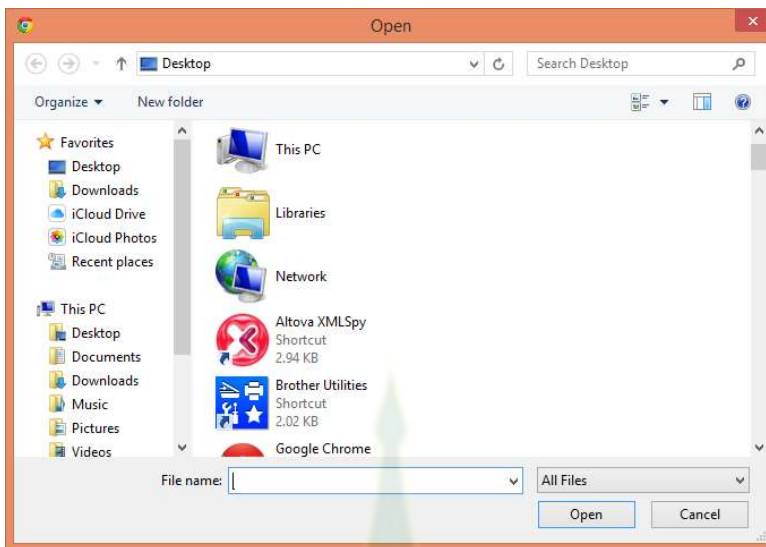 Open
Desktop
Search Desktop
Organize
New folder
Favorites
Desktop
Downloads
iCloud Drive
iCloud Photos
Recent places
This PC
Desktop
Documents
Downloads
Music
Pictures
Videos
This PC
Libraries
Network
Altova XMLSpy
Shortcut
2.94 KB
Brother Utilities
Shortcut
2.02 KB
Google Chrome
File name:
All Files
Open
Cancel